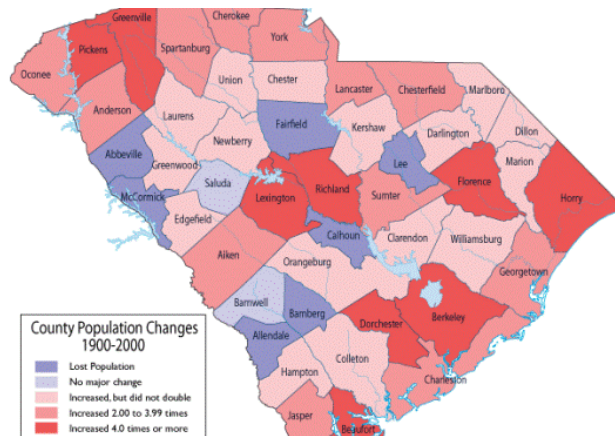 Cherokee
Greenville
York
Pickens
Spartanburg
Oconee
Union
Chester
Lancaster
Chesterfield
Marlboro
Anderson
Laurens
Fairfield
Kershaw
Darlington
Dillon
Abbeville
Newberry
Lee
Greenwood
Marion
Saluda
Richland
Florence
Horry
McCormick
Lexington
Sumter
Edgefield
Calhoun
Clarendon
Williamsburg
Aiken
Orangeburg
Georgetown
Barnwell
Bamberg
Berkeley
Dorchester
Allendale
Colleton
Hampton
Charleston
Jasper
Beaufort
County Population Changes
1900-2000
Lost Population
No major change
Increased, but did not double
Increased 2.00 to 3.99 times
Increased 4.0 times or more